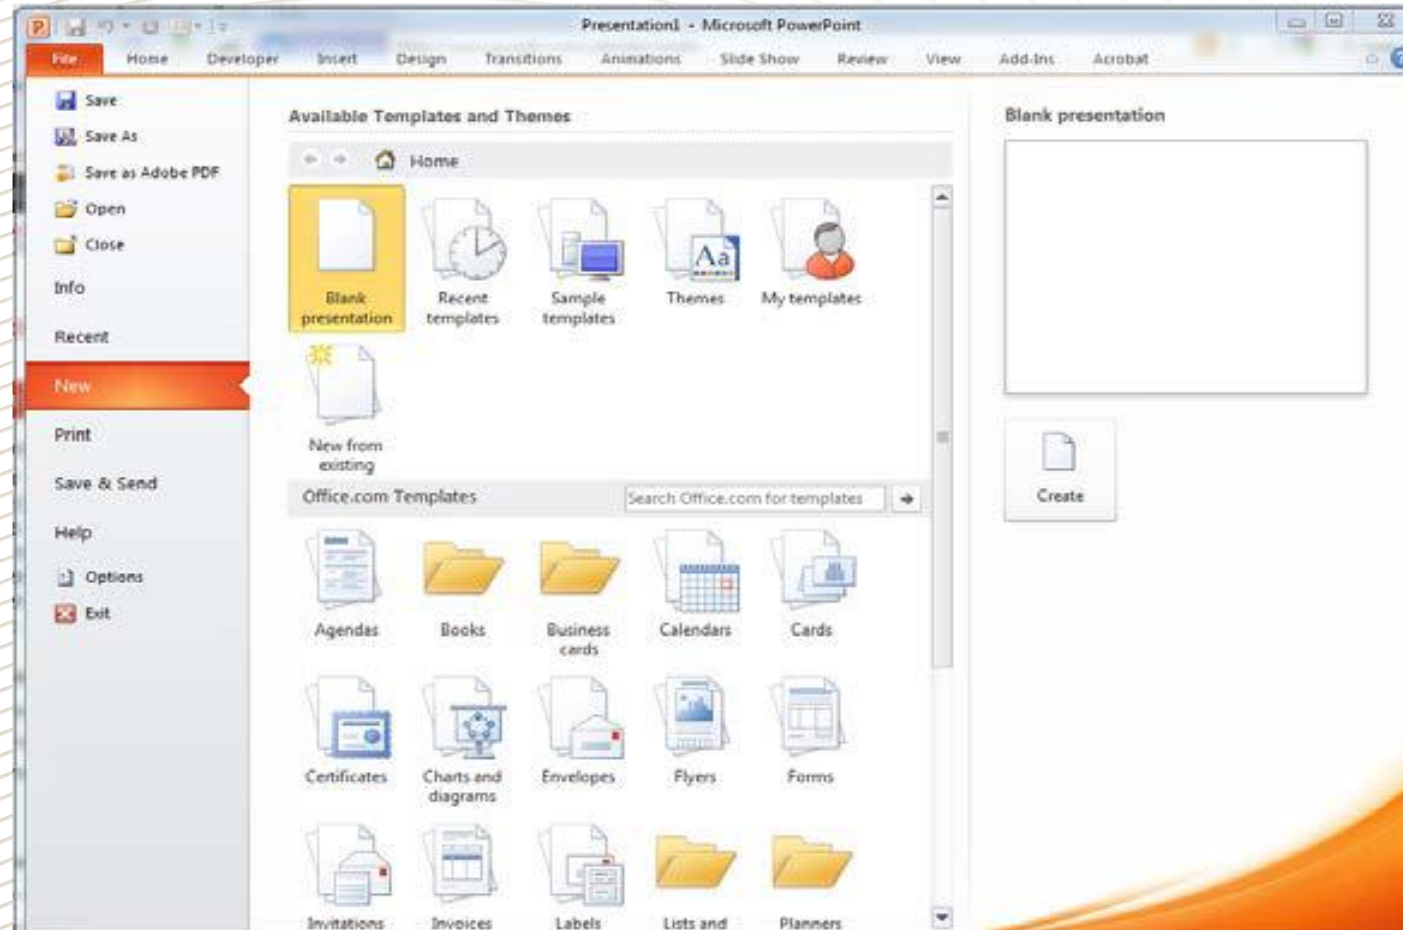 Presentation1 - Microsoft PowerPoint
File Home Developer Insert Design Transitions Animations Slide Show Review View Add-Ins Acrobat
Save
Save As
Save as Adobe PDF
Open
Close
Info
Recent
New
Print
Save & Send
Help
Options
Exit
Available Templates and Themes
Home
Blank presentation
Recent templates
Sample templates
Themes
My templates
New from existing
Office.com Templates
Search Office.com for templates
Agendas
Books
Business cards
Calendars
Cards
Certificates
Charts and diagrams
Envelopes
Flyers
Forms
Invitations
Invoices
Labels
Lists and
Planners
Blank presentation
Create